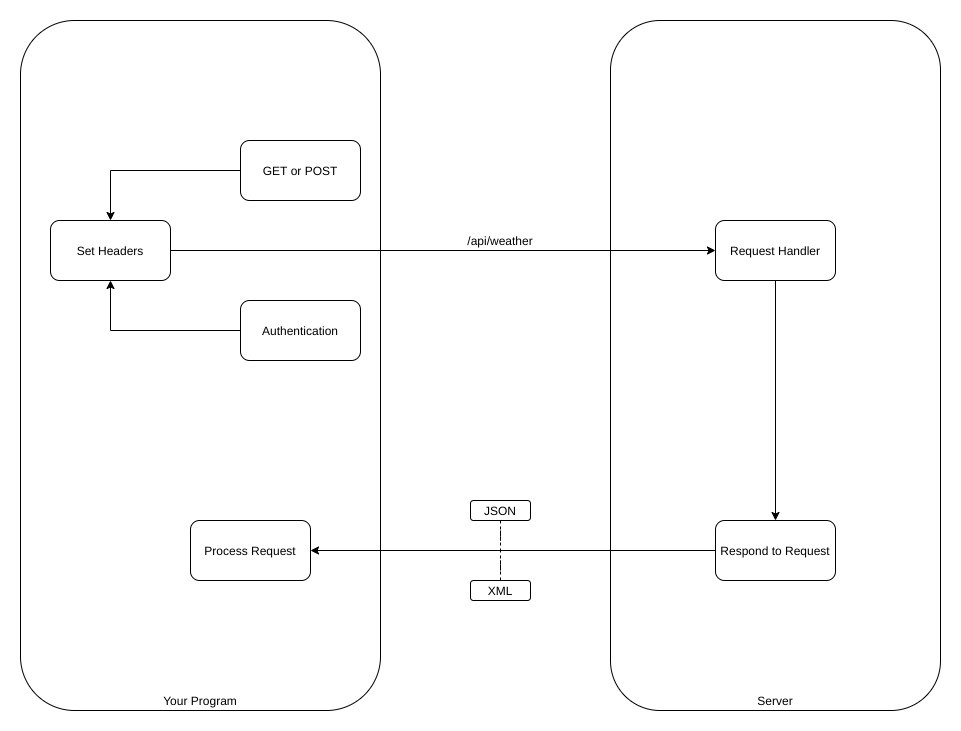 GET or POST
Set Headers
/api/weather
Request Handler
Authentication
JSON
Process Request
Respond to Request
XML
Your Program
Server